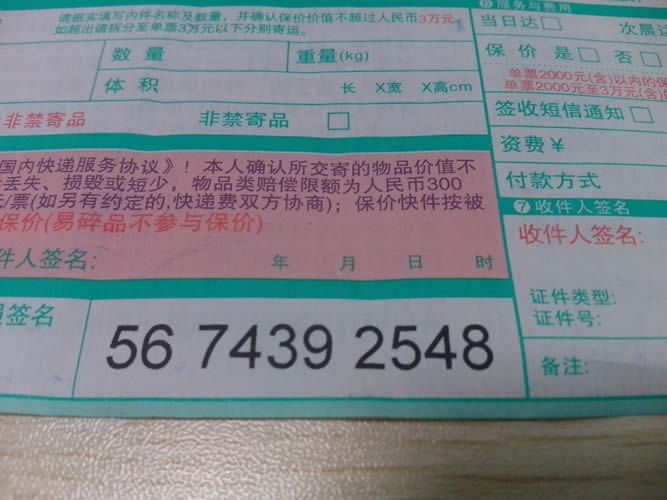 请据实填写内件名称及数量,并确认保价价值不超过人民币3万元,
如超出请拆分至单票3万元以下分别寄运。
数量
重量(kg)
体积
长 X宽 X高cm
非禁寄品
非禁寄品 □
国内快递服务协议》!本人确认所交寄的物品价值不
丢失、损毁或短少,物品类赔偿限额为人民币300
元/票(如另有约定的,快递费双方协商);保价快件按被
保价(易碎品不参与保价)
件人签名:
年 月 日 时
员签名
56 7439 2548
⑥服务与费用
当日达□ 次晨达
保价 是□ 否□
单票2000元(含)以内的保
单票2000元至3万元(含)
签收短信通知□
资费¥
付款方式
⑦收件人签名
收件人签名:
证件类型:
证件号:
备注: